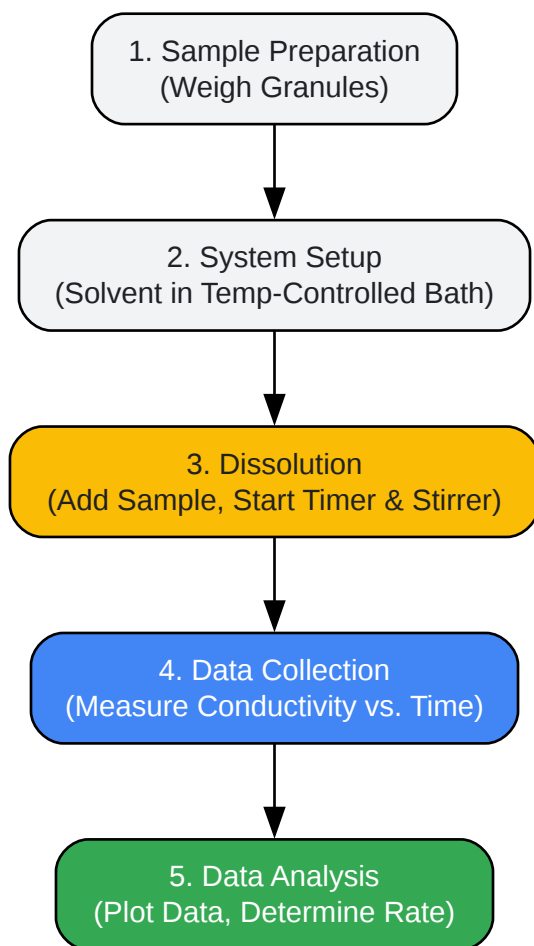 1. Sample Preparation
(Weigh Granules)
2. System Setup
(Solvent in Temp-Controlled Bath)
3. Dissolution
(Add Sample, Start Timer & Stirrer)
4. Data Collection
(Measure Conductivity vs. Time)
5. Data Analysis
(Plot Data, Determine Rate)